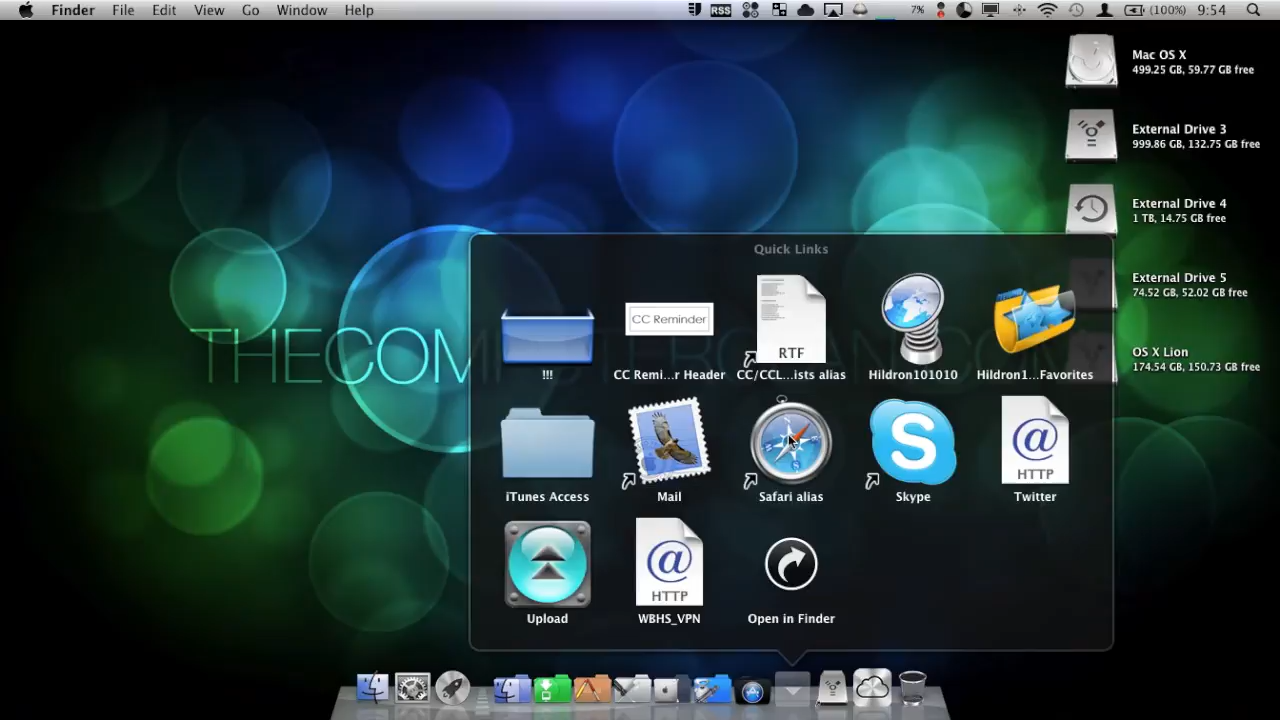 Finder File Edit View Go Window Help
RSS 7% (100%) 9:54
Mac OS X
499.25 GB, 59.77 GB free
External Drive 3
999.86 GB, 132.75 GB free
External Drive 4
1 TB, 14.75 GB free
External Drive 5
74.52 GB, 52.02 GB free
OS X Lion
174.54 GB, 150.73 GB free
Quick Links
CC Reminder
RTF
!!! CC Remi...r Header CC/CCL...ists alias Hildron101010 Hildron1...Favorites
S
@
HTTP
iTunes Access Mail Safari alias Skype Twitter
@
HTTP
Upload WBHS_VPN Open in Finder